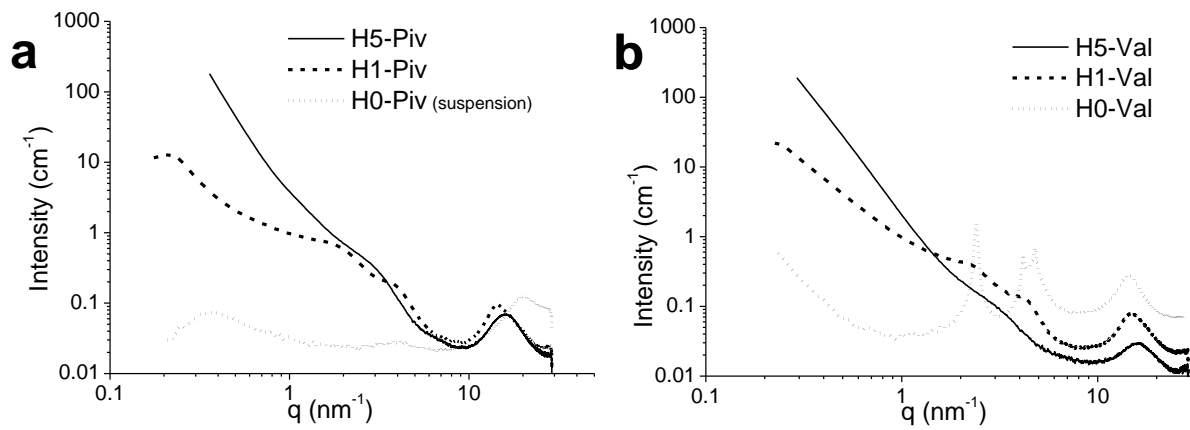 a
1000
100
10
1
0.1
0.01
Intensity (cm⁻¹)
H5-Piv
H1-Piv
H0-Piv (suspension)
0.1 1 10
q (nm⁻¹)
b
1000
100
10
1
0.1
0.01
Intensity (cm⁻¹)
H5-Val
H1-Val
H0-Val
0.1 1 10
q (nm⁻¹)